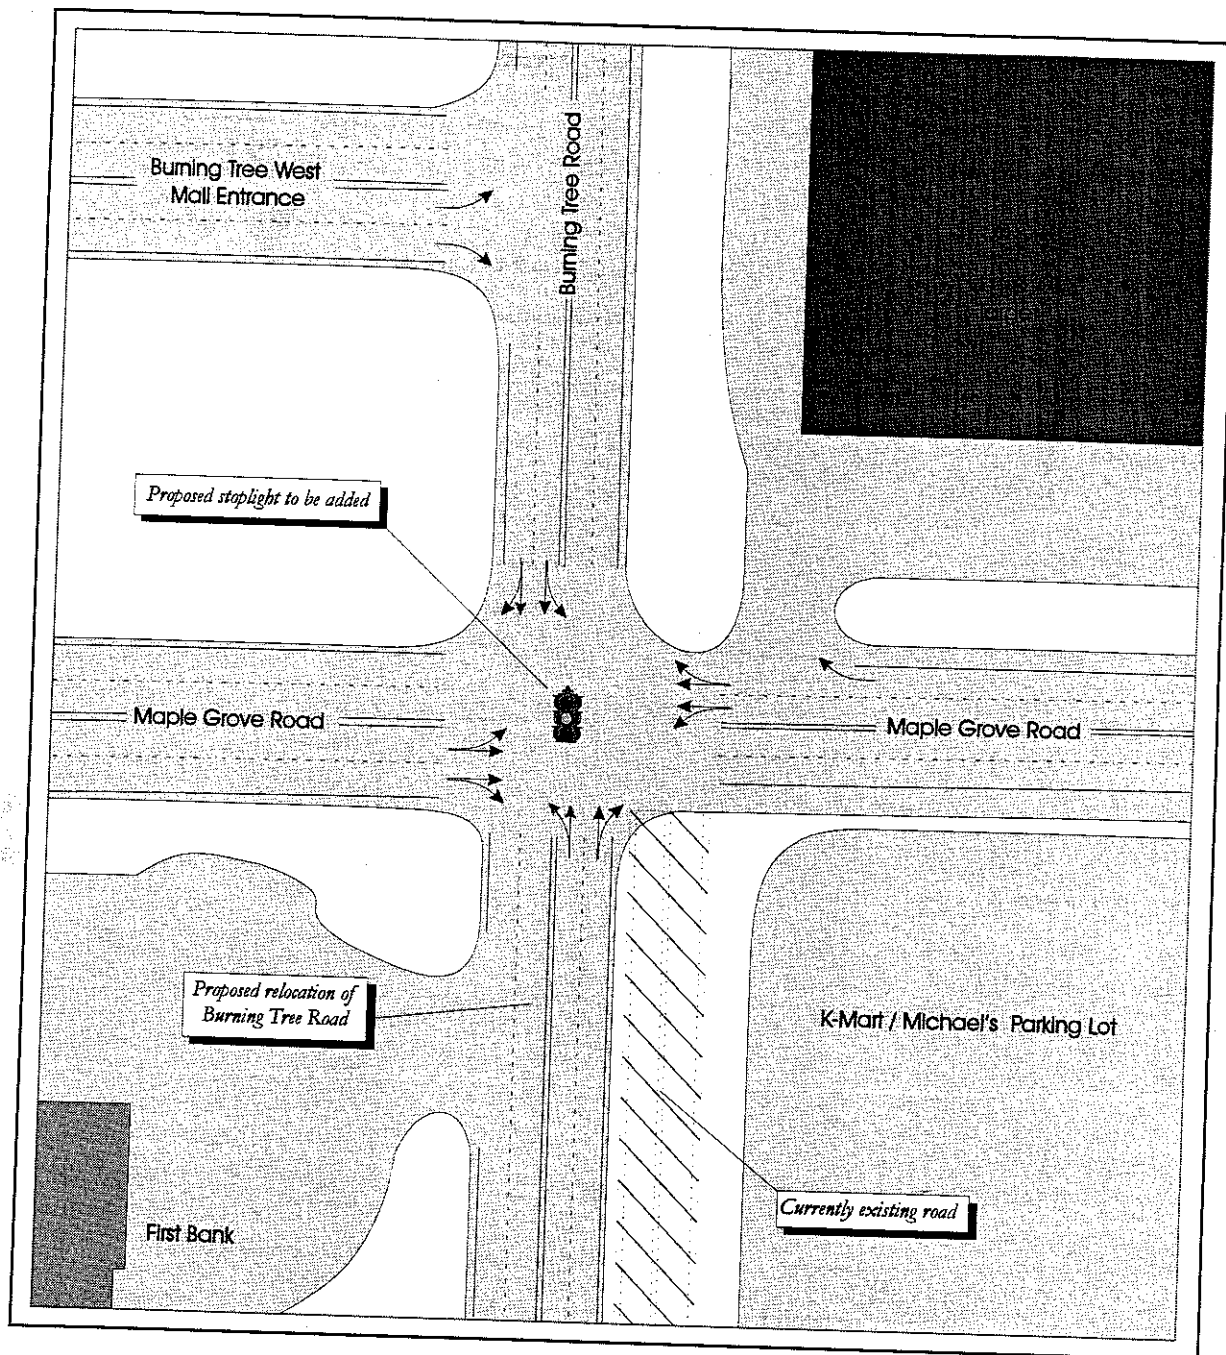 Burning Tree West
Mall Entrance
Burning Tree Road
Proposed stoplight to be added
Maple Grove Road
Maple Grove Road
Proposed relocation of
Burning Tree Road
K-Mart / Michael's Parking Lot
Currently existing road
First Bank